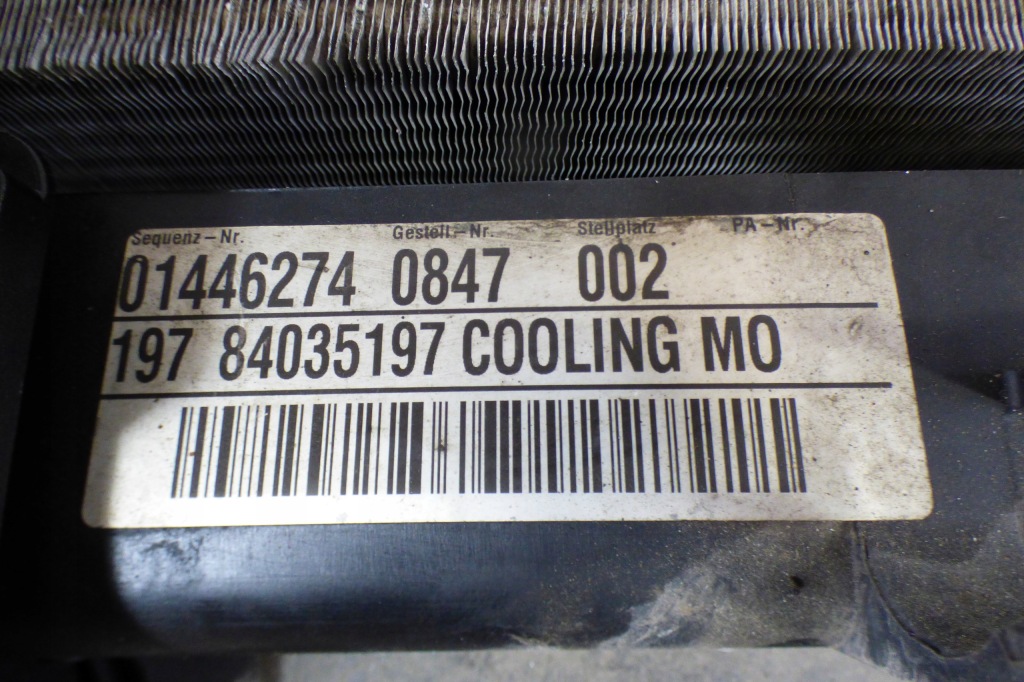 Sequenz-Nr. Gestell.-Nr. Stellplatz PA-Nr.
01446274 0847 002
197 84035197 COOLING MO